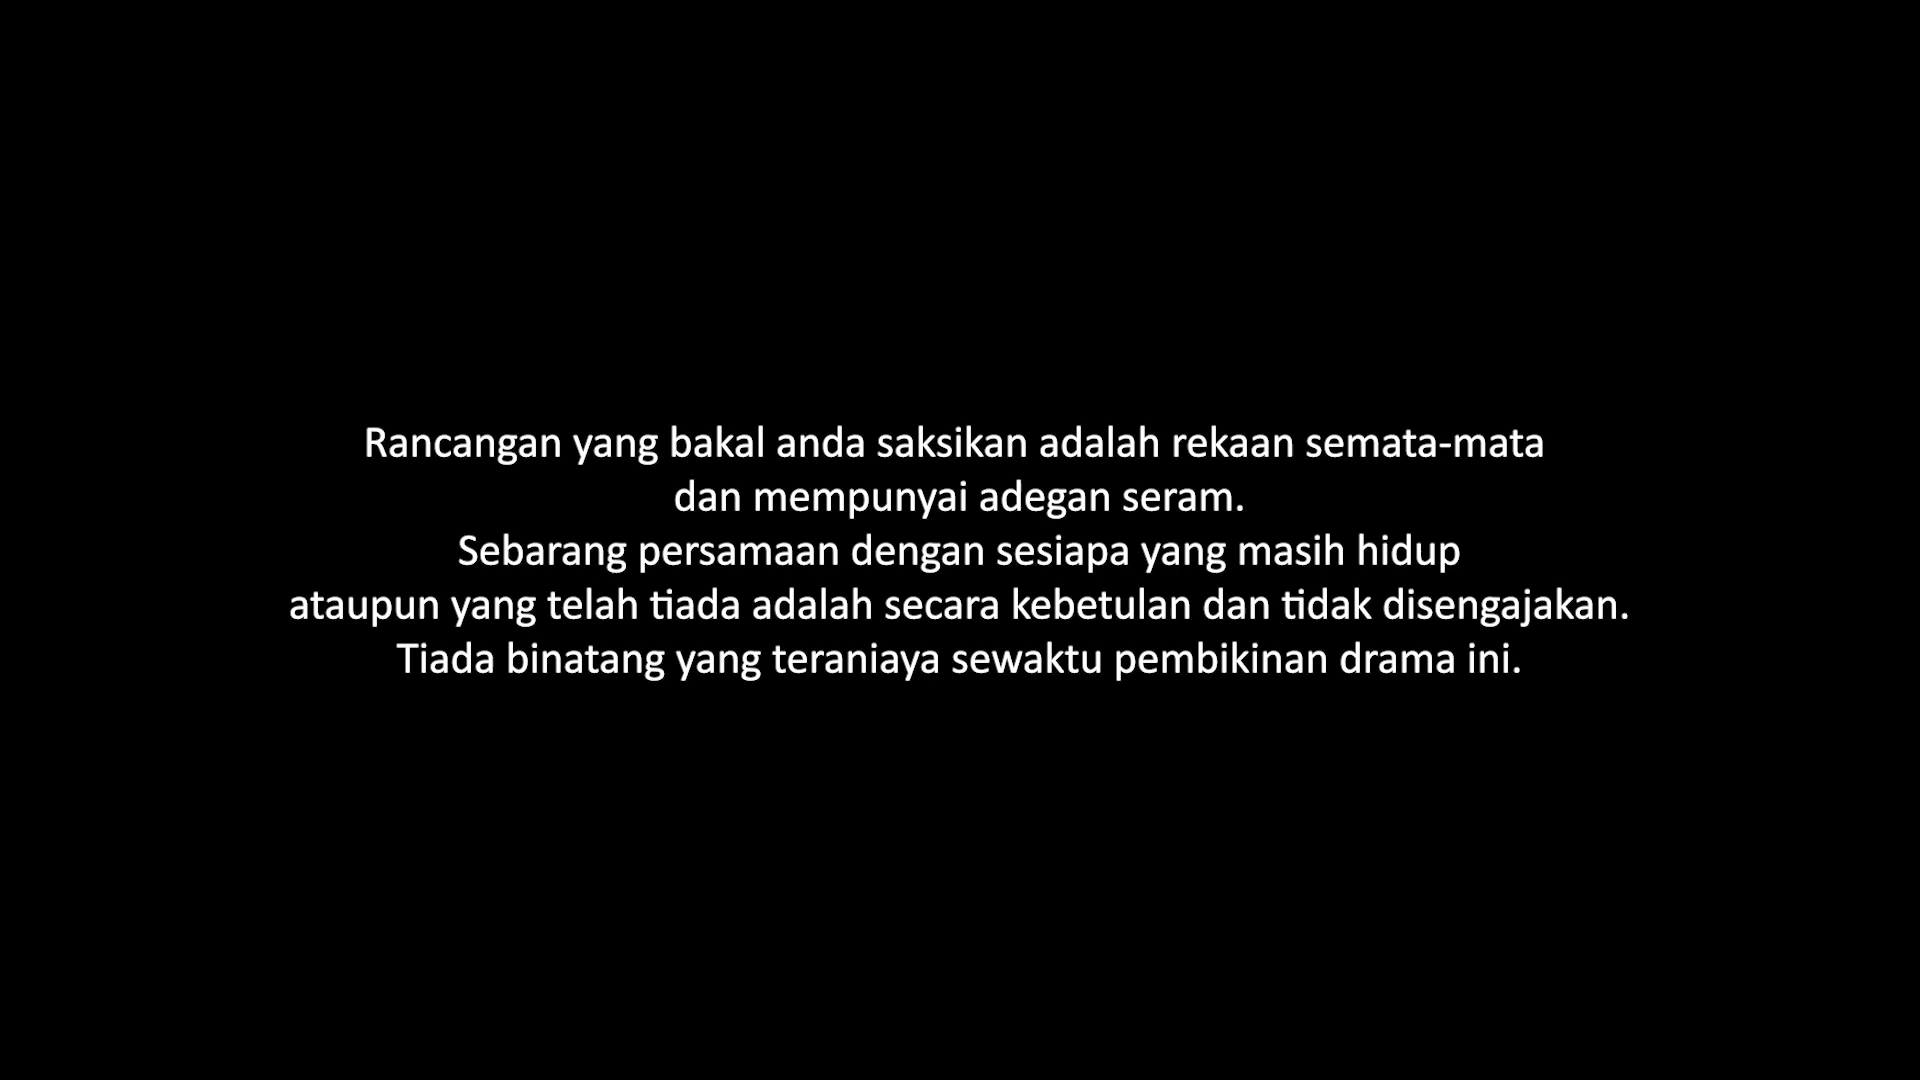 Rancangan yang bakal anda saksikan adalah rekaan semata-mata
dan mempunyai adegan seram.
Sebarang persamaan dengan sesiapa yang masih hidup
ataupun yang telah tiada adalah secara kebetulan dan tidak disengajakan.
Tiada binatang yang teraniaya sewaktu pembikinan drama ini.